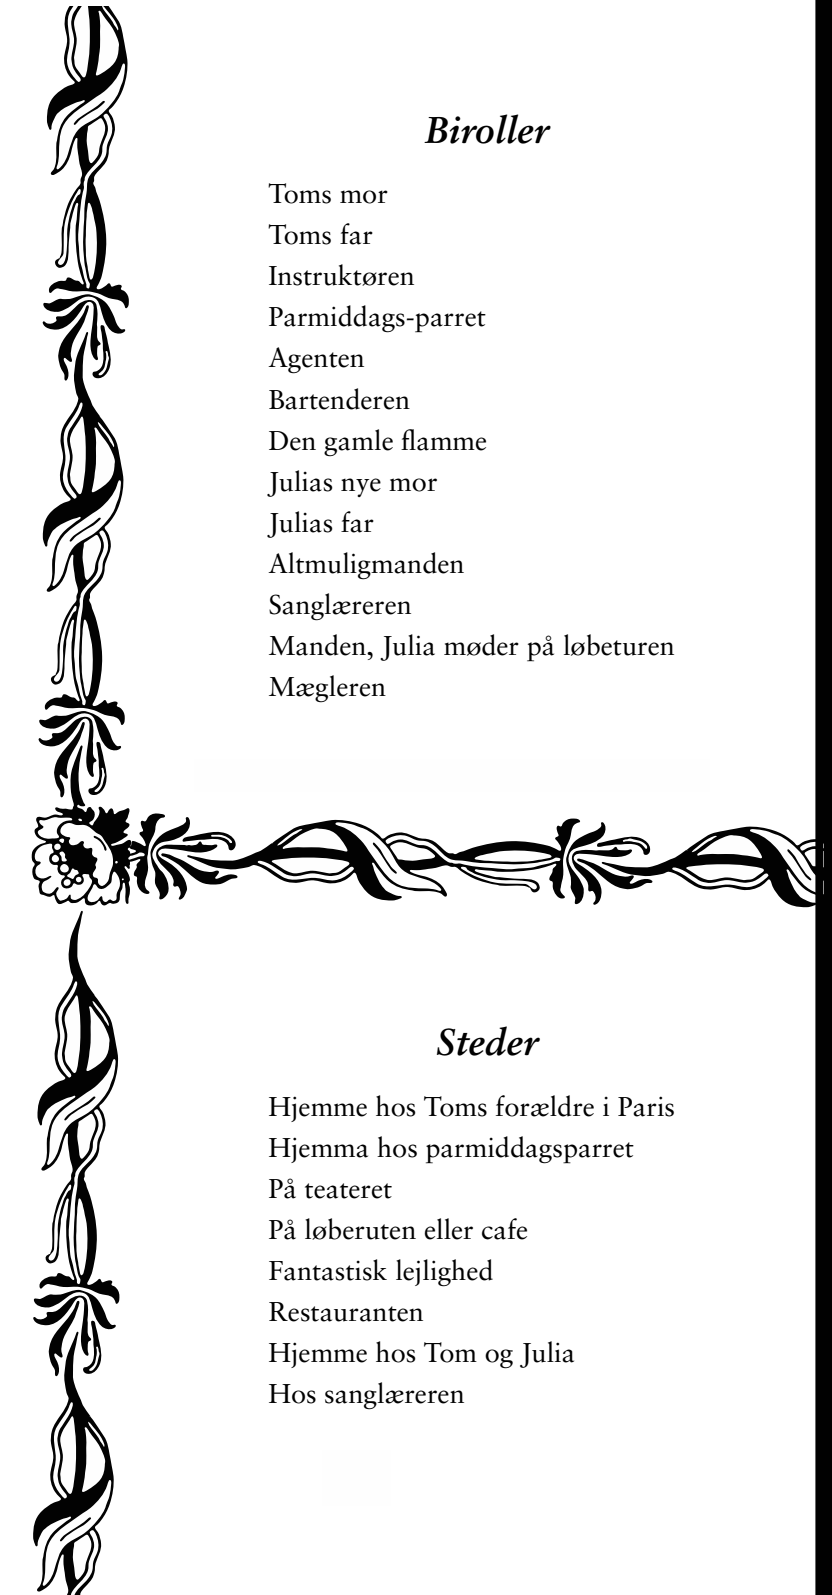 Biroller
Toms mor
Toms far
Instruktøren
Parmiddags-parret
Agenten
Bartenderen
Den gamle flamme
Julias nye mor
Julias far
Altmuligmanden
Sanglæreren
Manden, Julia møder på løbeturen
Mægleren
Steder
Hjemme hos Toms forældre i Paris
Hjemma hos parmiddagsparret
På teateret
På løberuten eller cafe
Fantastisk lejlighed
Restauranten
Hjemme hos Tom og Julia
Hos sanglæreren